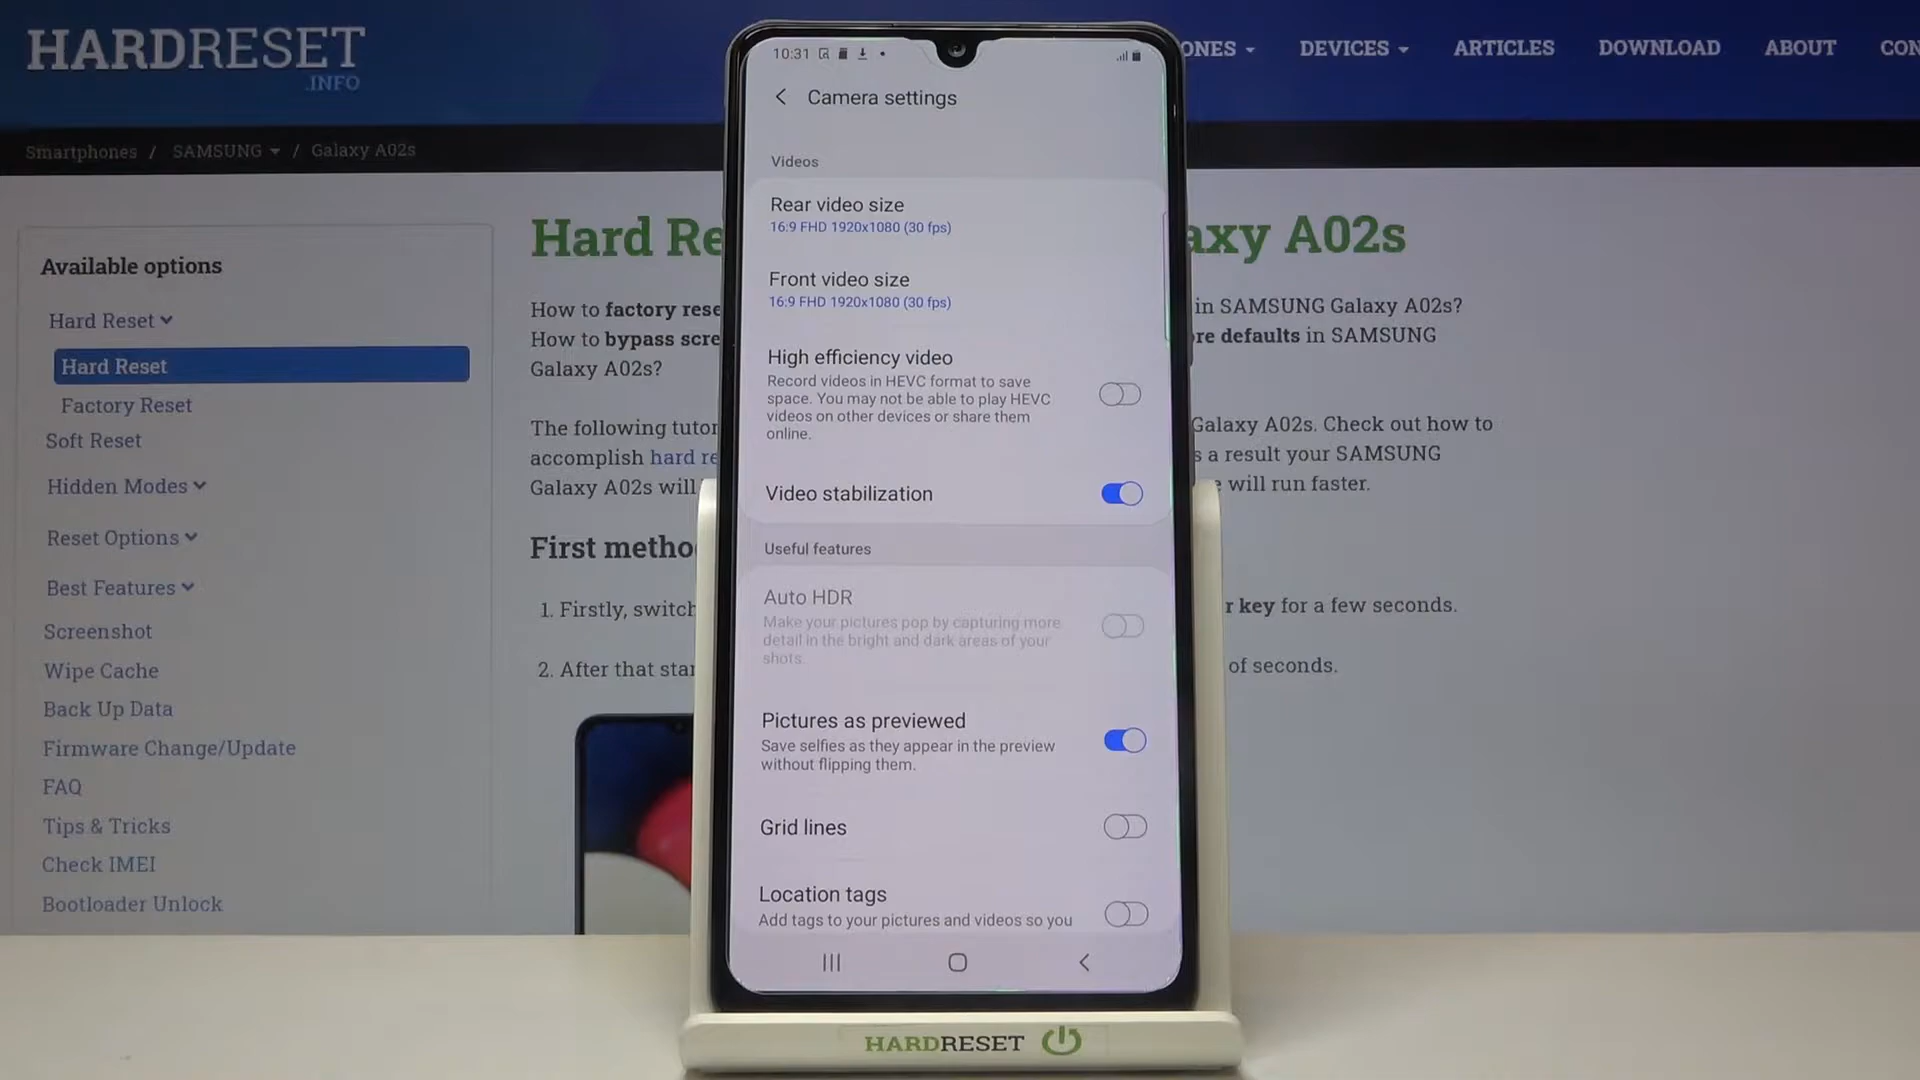 HARDRESET
.INFO
ONES
DEVICES
ARTICLES
DOWNLOAD
ABOUT
CON
Smartphones / SAMSUNG / Galaxy A02s
Available options
Hard Reset
Hard Reset
Factory Reset
Soft Reset
Hidden Modes
Reset Options
Best Features
Screenshot
Wipe Cache
Back Up Data
Firmware Change/Update
FAQ
Tips & Tricks
Check IMEI
Bootloader Unlock
Hard Re
axy A02s
How to factory rese
in SAMSUNG Galaxy A02s?
How to bypass scre
re defaults in SAMSUNG
Galaxy A02s?
The following tutor
Galaxy A02s. Check out how to
accomplish hard re
s a result your SAMSUNG
Galaxy A02s will
e will run faster.
First metho
1. Firstly, switch
r key for a few seconds.
2. After that star
of seconds.
10:31
Camera settings
Videos
Rear video size
16:9 FHD 1920x1080 (30 fps)
Front video size
16:9 FHD 1920x1080 (30 fps)
High efficiency video
Record videos in HEVC format to save
space. You may not be able to play HEVC
videos on other devices or share them
online.
Video stabilization
Useful features
Auto HDR
Make your pictures pop by capturing more
detail in the bright and dark areas of your
shots.
Pictures as previewed
Save selfies as they appear in the preview
without flipping them.
Grid lines
Location tags
Add tags to your pictures and videos so you
HARDRESET